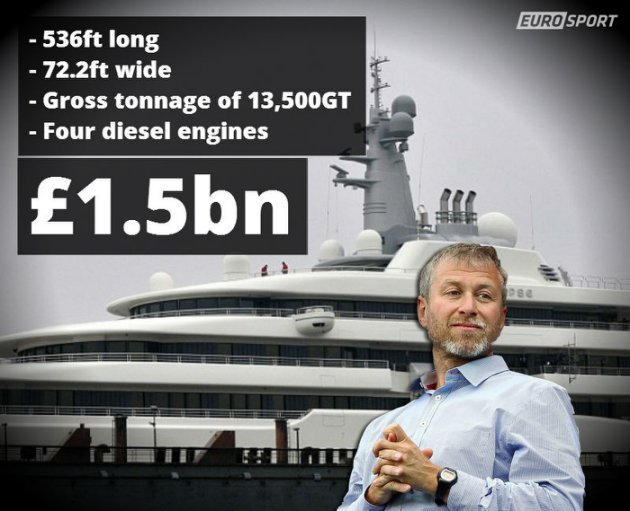 EUROSPORT
- 536ft long
- 72.2ft wide
- Gross tonnage of 13,500GT
- Four diesel engines
£1.5bn